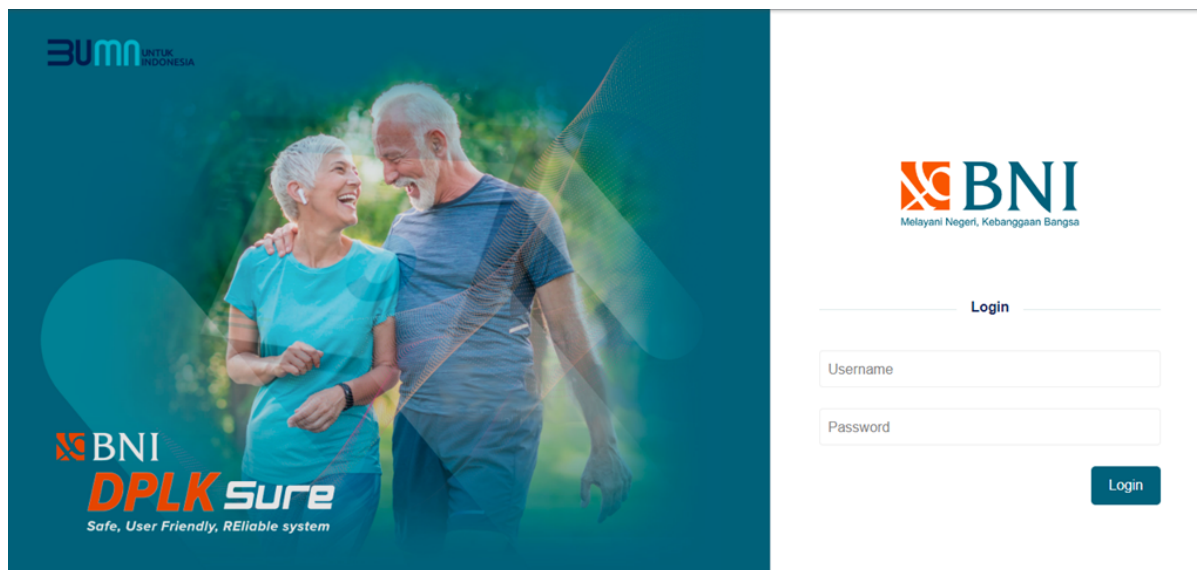 BUMN UNTUK
INDONESIA
BNI
DPLK Sure
Safe, User Friendly, REliable system
BNI
Melayani Negeri, Kebanggaan Bangsa
Login
Username
Password
Login